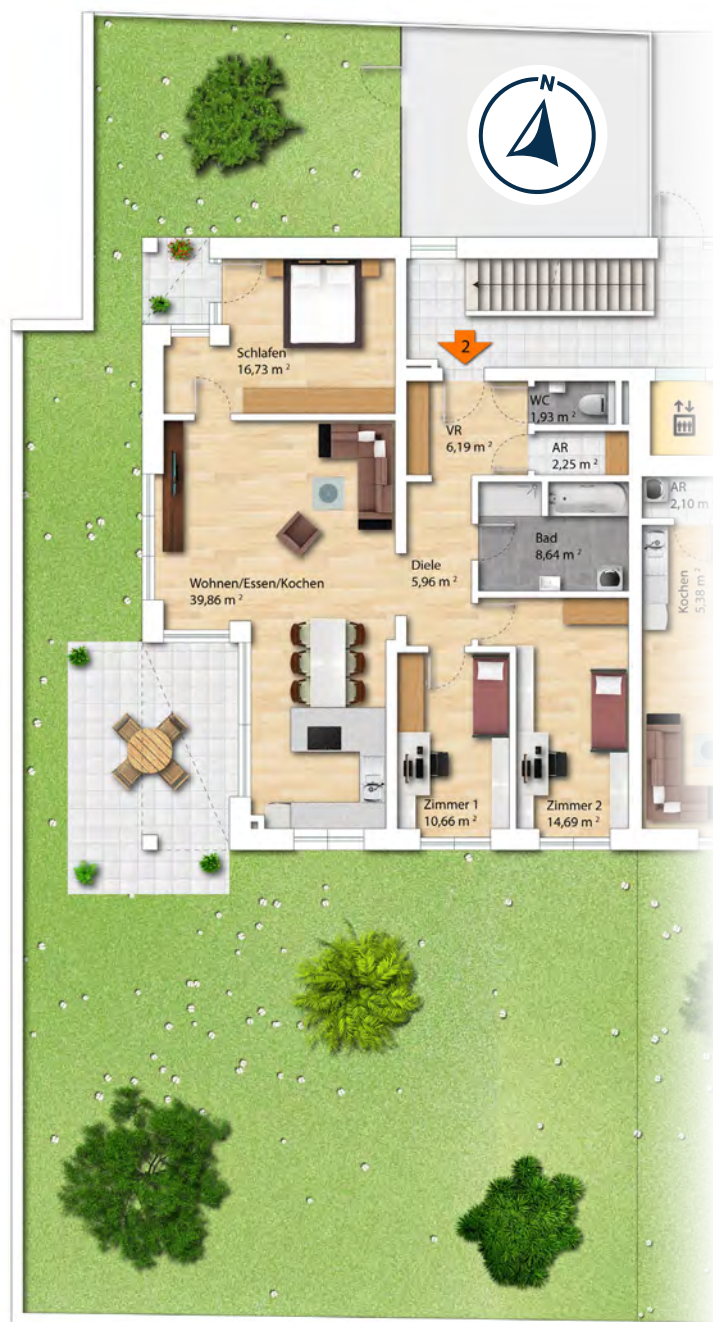 N
2
Schlafen
16,73 m²
WC
1,93 m²
VR
6,19 m²
AR
2,25 m²
AR
2,10 m
Bad
8,64 m²
Diele
5,96 m²
Wohnen/Essen/Kochen
39,86 m²
Kochen
5,38 m²
Zimmer 1
10,66 m²
Zimmer 2
14,69 m²